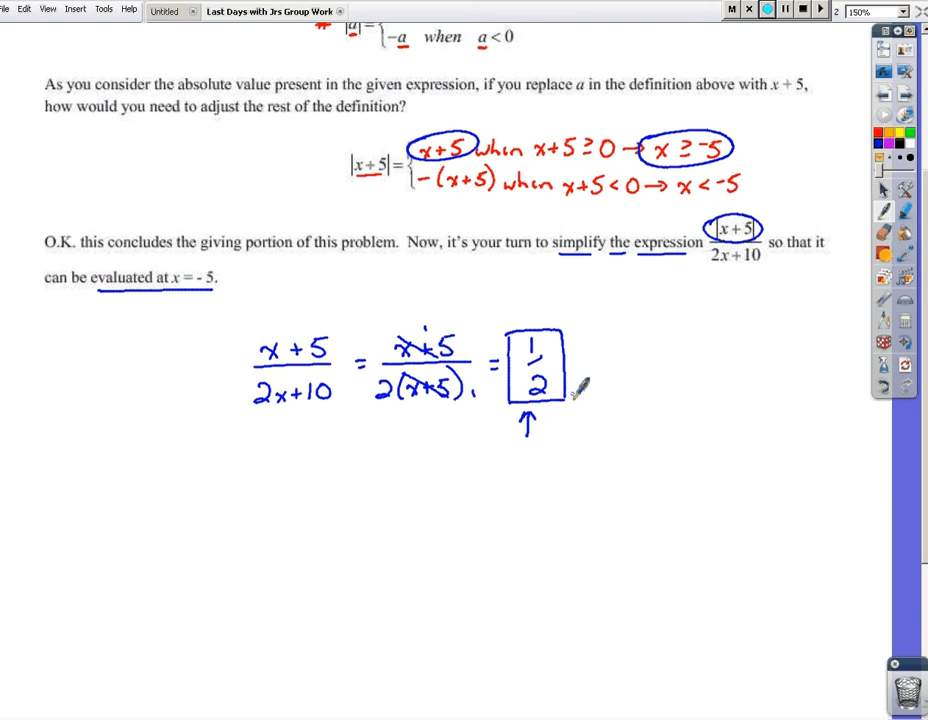 File Edit View Insert Tools Help Untitled Last Days with Jrs Group Work M 2 150%
|a| = { -a when a < 0
As you consider the absolute value present in the given expression, if you replace a in the definition above with x + 5,
how would you need to adjust the rest of the definition?
|x+5| = { x+5 when x+5 ≥ 0 → x ≥ -5
-(x+5) when x+5 < 0 → x < -5
O.K. this concludes the giving portion of this problem. Now, it's your turn to simplify the expression |x+5| / 2x+10 so that it
can be evaluated at x = - 5.
x+5 / 2x+10 = x+5 1 / 2(x+5) 1 = 1/2